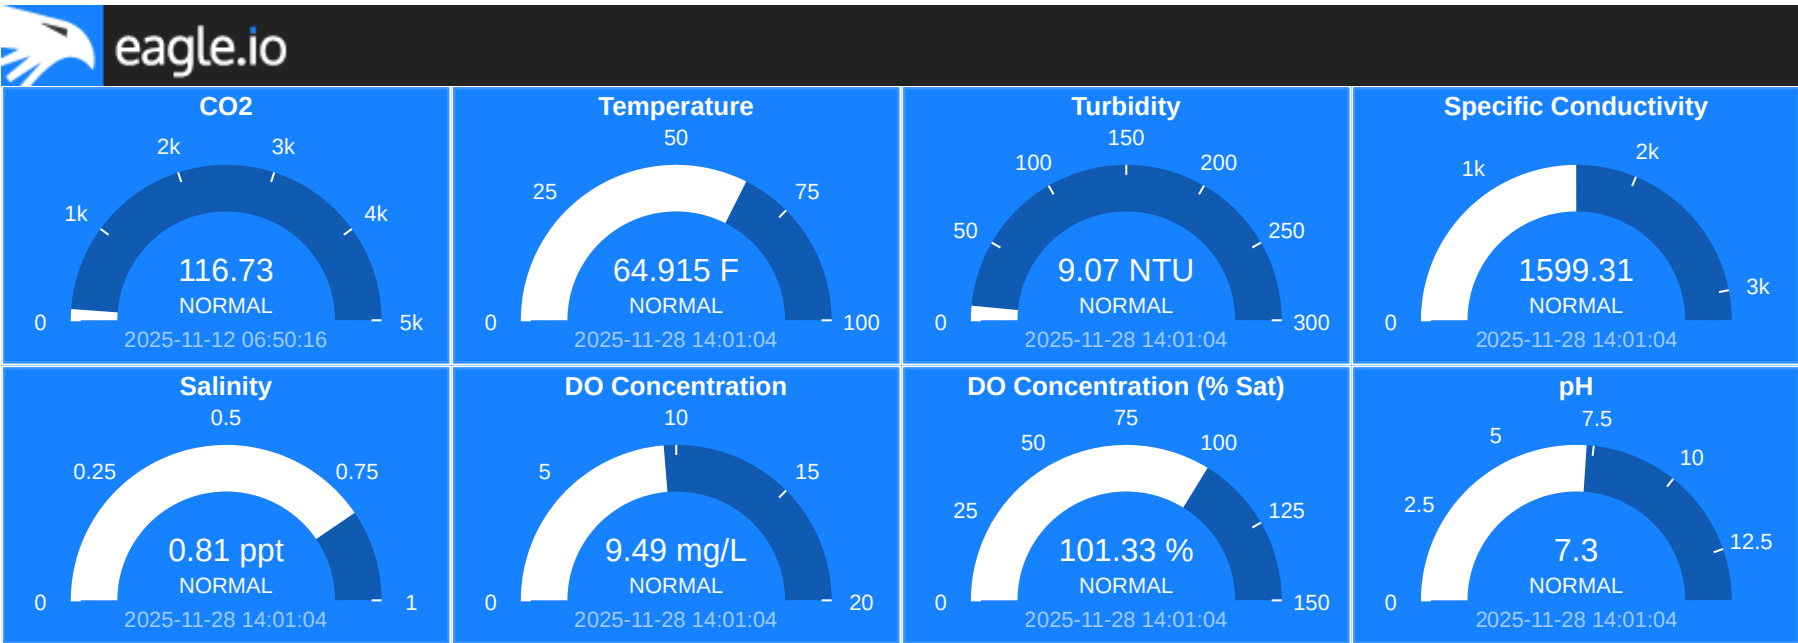 eagle.io
CO2
2k
3k
1k
4k
116.73
NORMAL
0
5k
2025-11-12 06:50:16
Temperature
50
25
75
64.915 F
NORMAL
0
100
2025-11-28 14:01:04
Turbidity
150
100
200
50
250
9.07 NTU
NORMAL
0
300
2025-11-28 14:01:04
Specific Conductivity
2k
1k
1599.31
3k
NORMAL
0
2025-11-28 14:01:04
Salinity
0.5
0.25
0.75
0.81 ppt
NORMAL
0
1
2025-11-28 14:01:04
DO Concentration
10
5
15
9.49 mg/L
NORMAL
0
20
2025-11-28 14:01:04
DO Concentration (% Sat)
75
50
100
25
125
101.33 %
NORMAL
0
150
2025-11-28 14:01:04
pH
7.5
5
10
2.5
12.5
7.3
NORMAL
0
2025-11-28 14:01:04